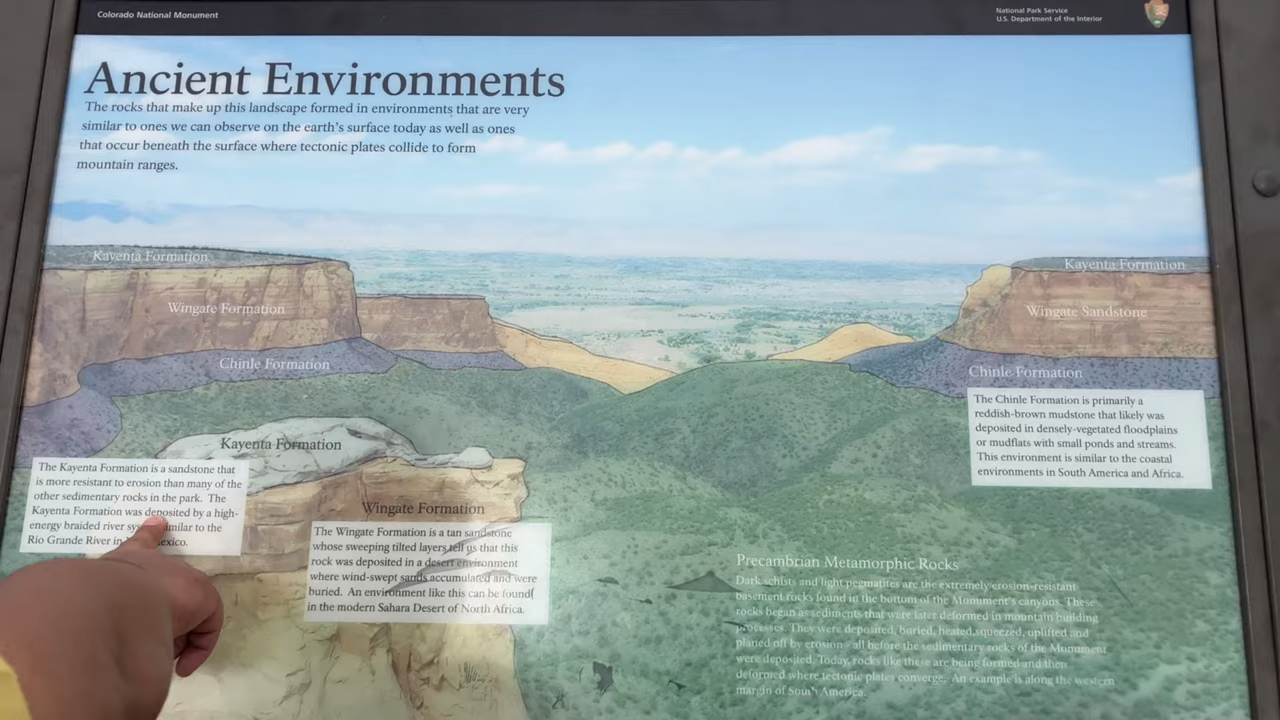 Colorado National Monument
National Park Service
U.S. Department of the Interior
Ancient Environments
The rocks that make up this landscape formed in environments that are very
similar to ones we can observe on the earth's surface today as well as ones
that occur beneath the surface where tectonic plates collide to form
mountain ranges.
Kayenta Formation
Wingate Formation
Chinle Formation
Kayenta Formation
Wingate Sandstone
Chinle Formation
The Chinle Formation is primarily a
reddish-brown mudstone that likely was
deposited in densely-vegetated floodplains
or mudflats with small ponds and streams.
This environment is similar to the coastal
environments in South America and Africa.
Kayenta Formation
The Kayenta Formation is a sandstone that
is more resistant to erosion than many of the
other sedimentary rocks in the park. The
Kayenta Formation was deposited by a high-
energy braided river sy imilar to the
Rio Grande River in exico.
Wingate Formation
The Wingate Formation is a tan sandstone
whose sweeping tilted layers tell us that this
rock was deposited in a desert environment
where wind-swept sands accumulated and were
buried. An environment like this can be found
in the modern Sahara Desert of North Africa.
Precambrian Metamorphic Rocks
Dark schists and light pegmatites are the extremely erosion-resistant
basement rocks found in the bottom of the Monument's canyons. These
rocks began as sediments that were later deformed in mountain building
processes. They were deposited, buried, heated, squeezed, uplifted and
planed off by erosion - all before the sedimentary rocks of the Monument
were deposited. Today, rocks like these are being formed and then
deformed where tectonic plates converge. An example is along the western
margin of South America.